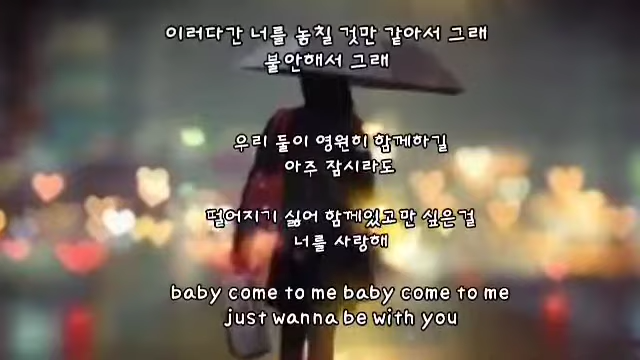 이러다간 너를 놓칠 것만 같아서 그래
불안해서 그래
우리 둘이 영원히 함께하길
아주 잠시라도
떨어지기 싫어 함께있고만 싶은걸
너를 사랑해
baby come to me baby come to me
just wanna be with you